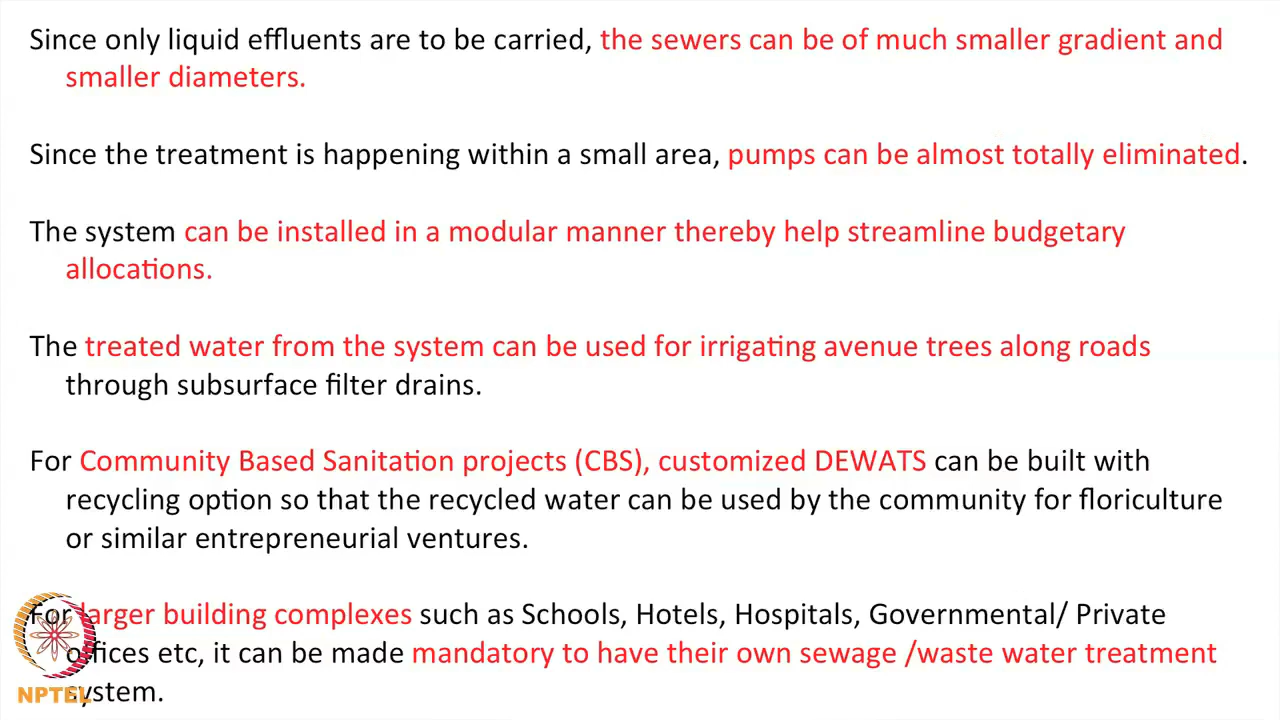 Since only liquid effluents are to be carried, the sewers can be of much smaller gradient and
smaller diameters.
Since the treatment is happening within a small area, pumps can be almost totally eliminated.
The system can be installed in a modular manner thereby help streamline budgetary
allocations.
The treated water from the system can be used for irrigating avenue trees along roads
through subsurface filter drains.
For Community Based Sanitation projects (CBS), customized DEWATS can be built with
recycling option so that the recycled water can be used by the community for floriculture
or similar entrepreneurial ventures.
For larger building complexes such as Schools, Hotels, Hospitals, Governmental/ Private
offices etc, it can be made mandatory to have their own sewage /waste water treatment
system.
NPTEL